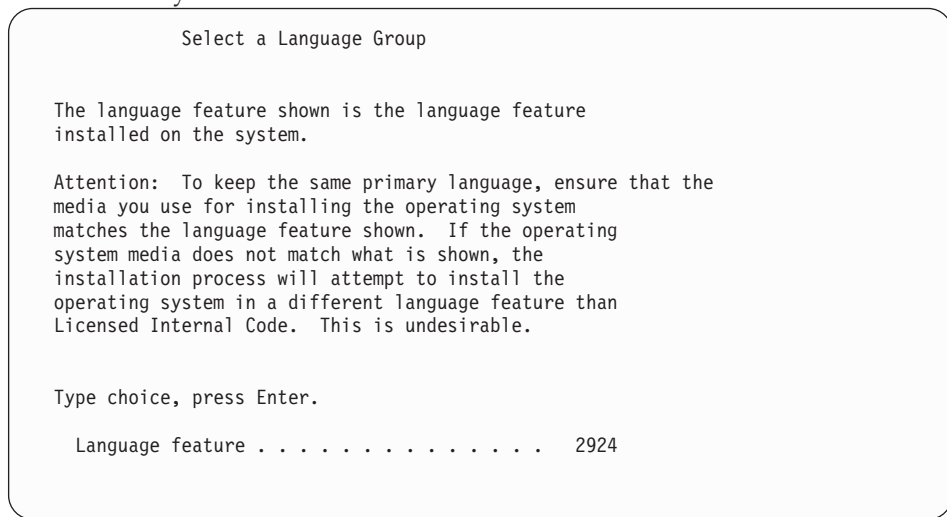 Select a Language Group
The language feature shown is the language feature
installed on the system.
Attention: To keep the same primary language, ensure that the
media you use for installing the operating system
matches the language feature shown. If the operating
system media does not match what is shown, the
installation process will attempt to install the
operating system in a different language feature than
Licensed Internal Code. This is undesirable.
Type choice, press Enter.
Language feature . . . . . . . . . . . . . . 2924